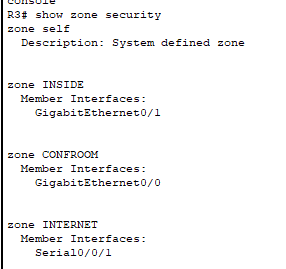 console
R3# show zone security
zone self
Description: System defined zone
zone INSIDE
Member Interfaces:
GigabitEthernet0/1
zone CONFROOM
Member Interfaces:
GigabitEthernet0/0
zone INTERNET
Member Interfaces:
Serial0/0/1